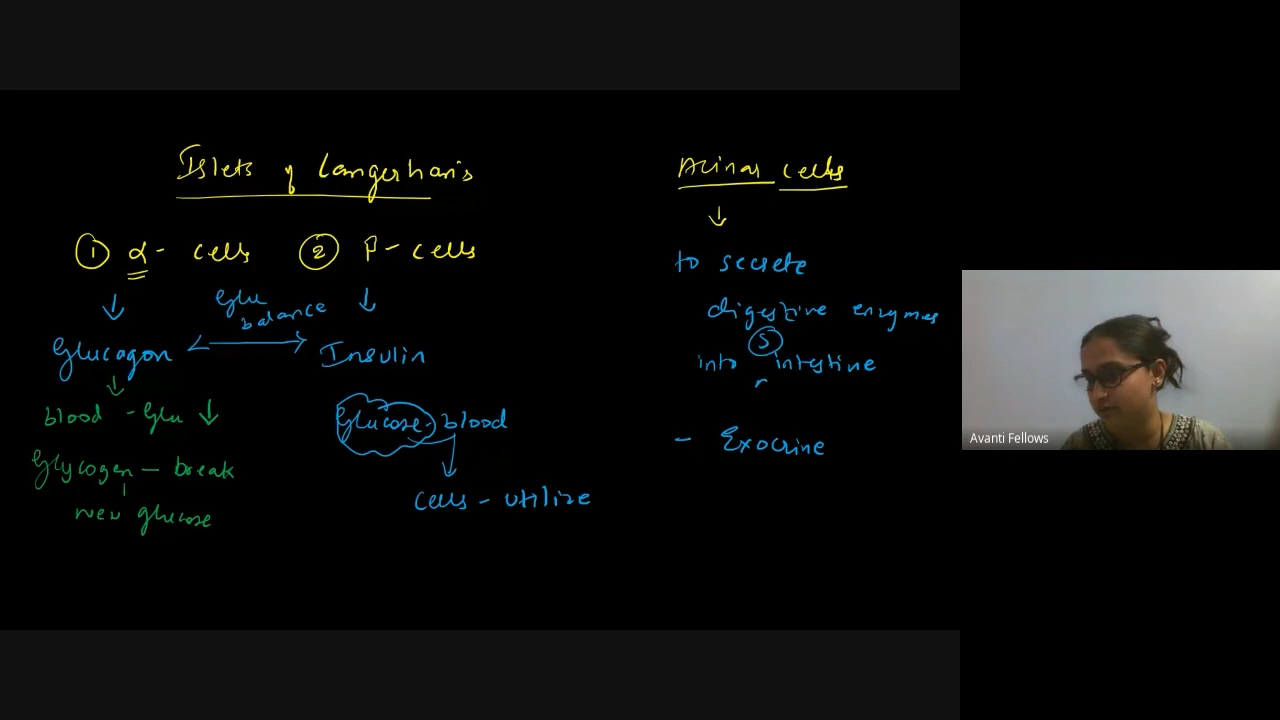 Islets of Langerhans
① α- cells ② β- cells
↓ ↓
Glu balance
Glucagon ↔ Insulin
↓
blood - Glu ↓
Glycogen — break
new glucose
Glucose - blood
↓
cells - utilize
Acinar cells
↓
to secrete
digestive enzymes
into Ⓢ intestine
- Exocrine
Avanti Fellows